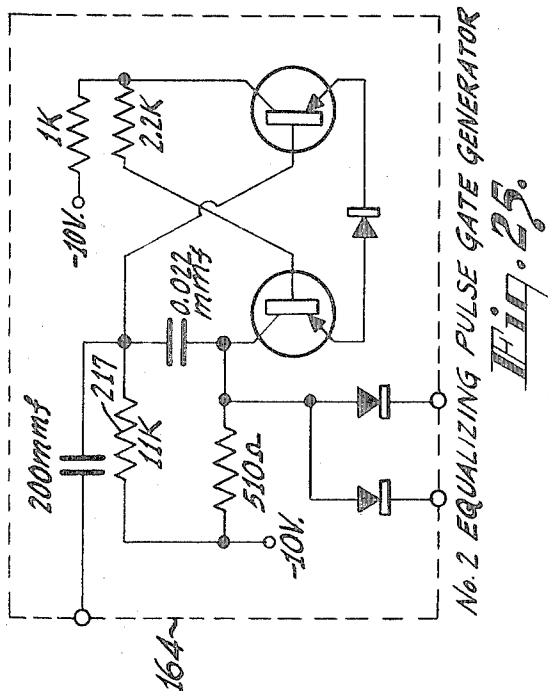 164
200mmf
217
11K
0.022
mmf
510Ω
-10V.
-10V.
1K
2.2K
No.2 EQUALIZING PULSE GATE GENERATOR
Fig. 25.